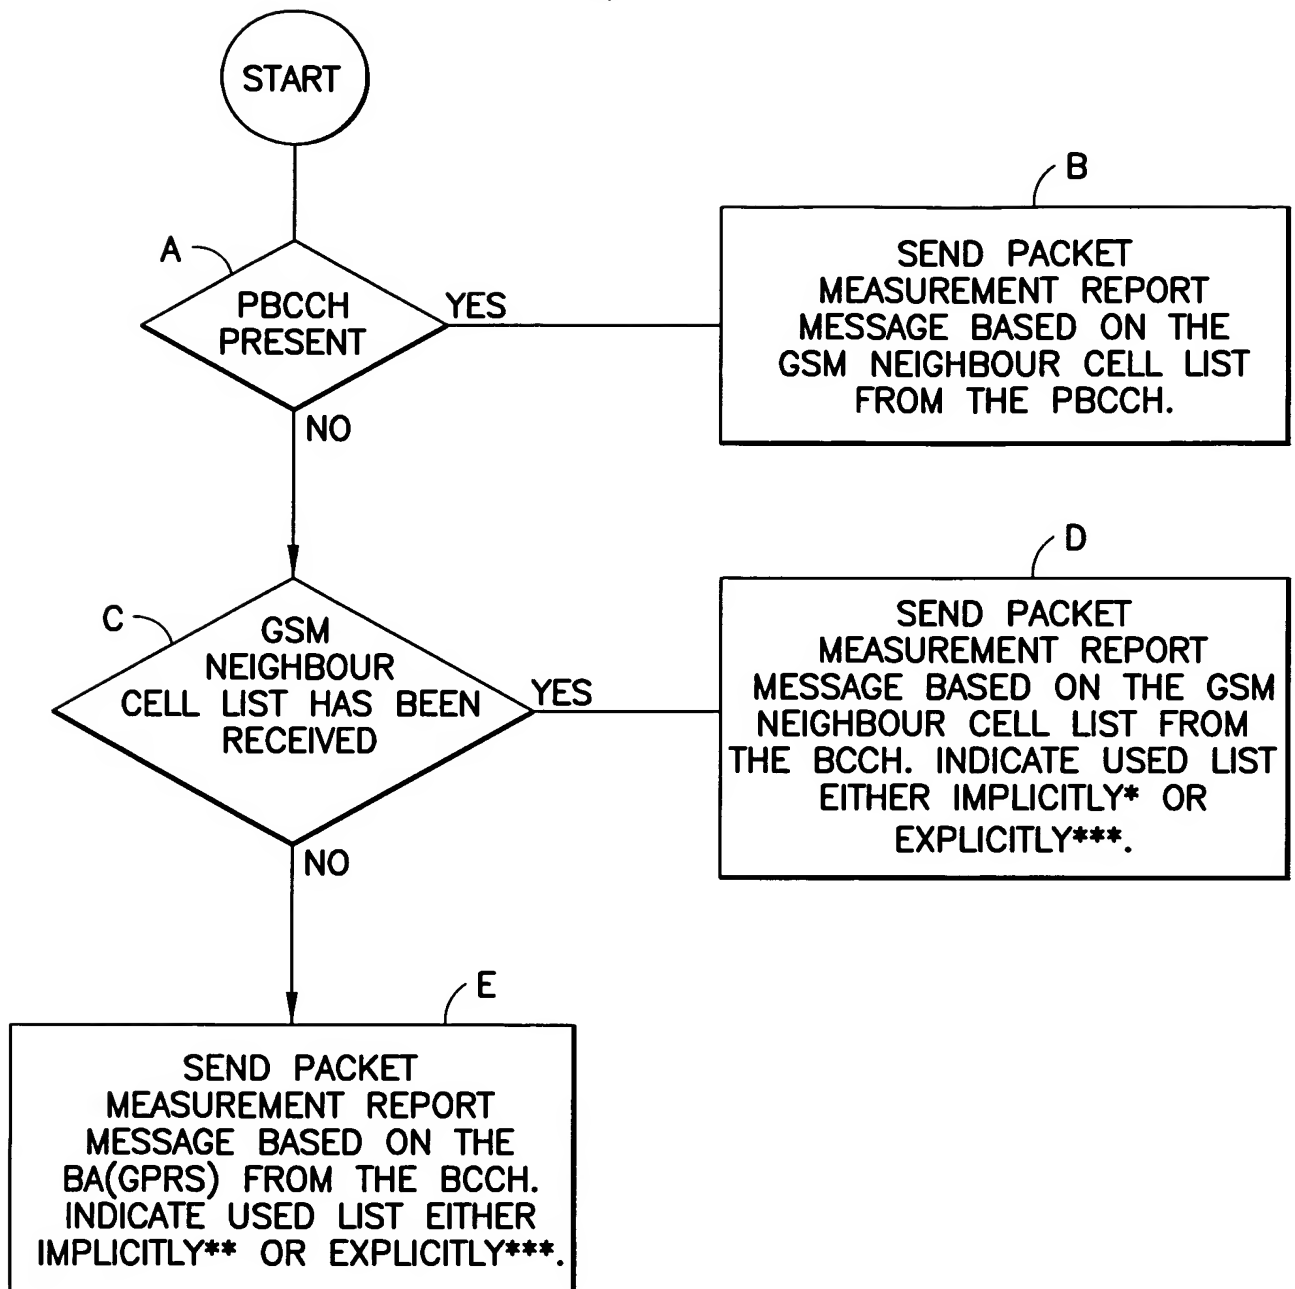 START
A
PBCCH
PRESENT
YES
NO
B
SEND PACKET
MEASUREMENT REPORT
MESSAGE BASED ON THE
GSM NEIGHBOUR CELL LIST
FROM THE PBCCH.
C
GSM
NEIGHBOUR
CELL LIST HAS BEEN
RECEIVED
YES
NO
D
SEND PACKET
MEASUREMENT REPORT
MESSAGE BASED ON THE GSM
NEIGHBOUR CELL LIST FROM
THE BCCH. INDICATE USED LIST
EITHER IMPLICITLY* OR
EXPLICITLY***.
E
SEND PACKET
MEASUREMENT REPORT
MESSAGE BASED ON THE
BA(GPRS) FROM THE BCCH.
INDICATE USED LIST EITHER
IMPLICITLY** OR EXPLICITLY***.